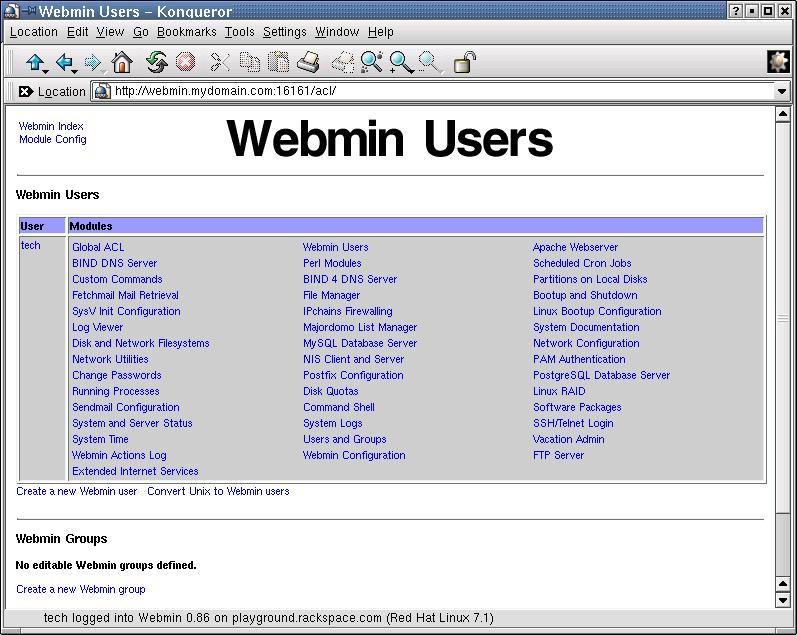 Webmin Users – Konqueror
Location Edit View Go Bookmarks Tools Settings Window Help
Location http://webmin.mydomain.com:16161/acl/
Webmin Index
Module Config
Webmin Users
Webmin Users
User Modules
tech Global ACL Webmin Users Apache Webserver
BIND DNS Server Perl Modules Scheduled Cron Jobs
Custom Commands BIND 4 DNS Server Partitions on Local Disks
Fetchmail Mail Retrieval File Manager Bootup and Shutdown
SysV Init Configuration IPchains Firewalling Linux Bootup Configuration
Log Viewer Majordomo List Manager System Documentation
Disk and Network Filesystems MySQL Database Server Network Configuration
Network Utilities NIS Client and Server PAM Authentication
Change Passwords Postfix Configuration PostgreSQL Database Server
Running Processes Disk Quotas Linux RAID
Sendmail Configuration Command Shell Software Packages
System and Server Status System Logs SSH/Telnet Login
System Time Users and Groups Vacation Admin
Webmin Actions Log Webmin Configuration FTP Server
Extended Internet Services
Create a new Webmin user Convert Unix to Webmin users
Webmin Groups
No editable Webmin groups defined.
Create a new Webmin group
tech logged into Webmin 0.86 on playground.rackspace.com (Red Hat Linux 7.1)